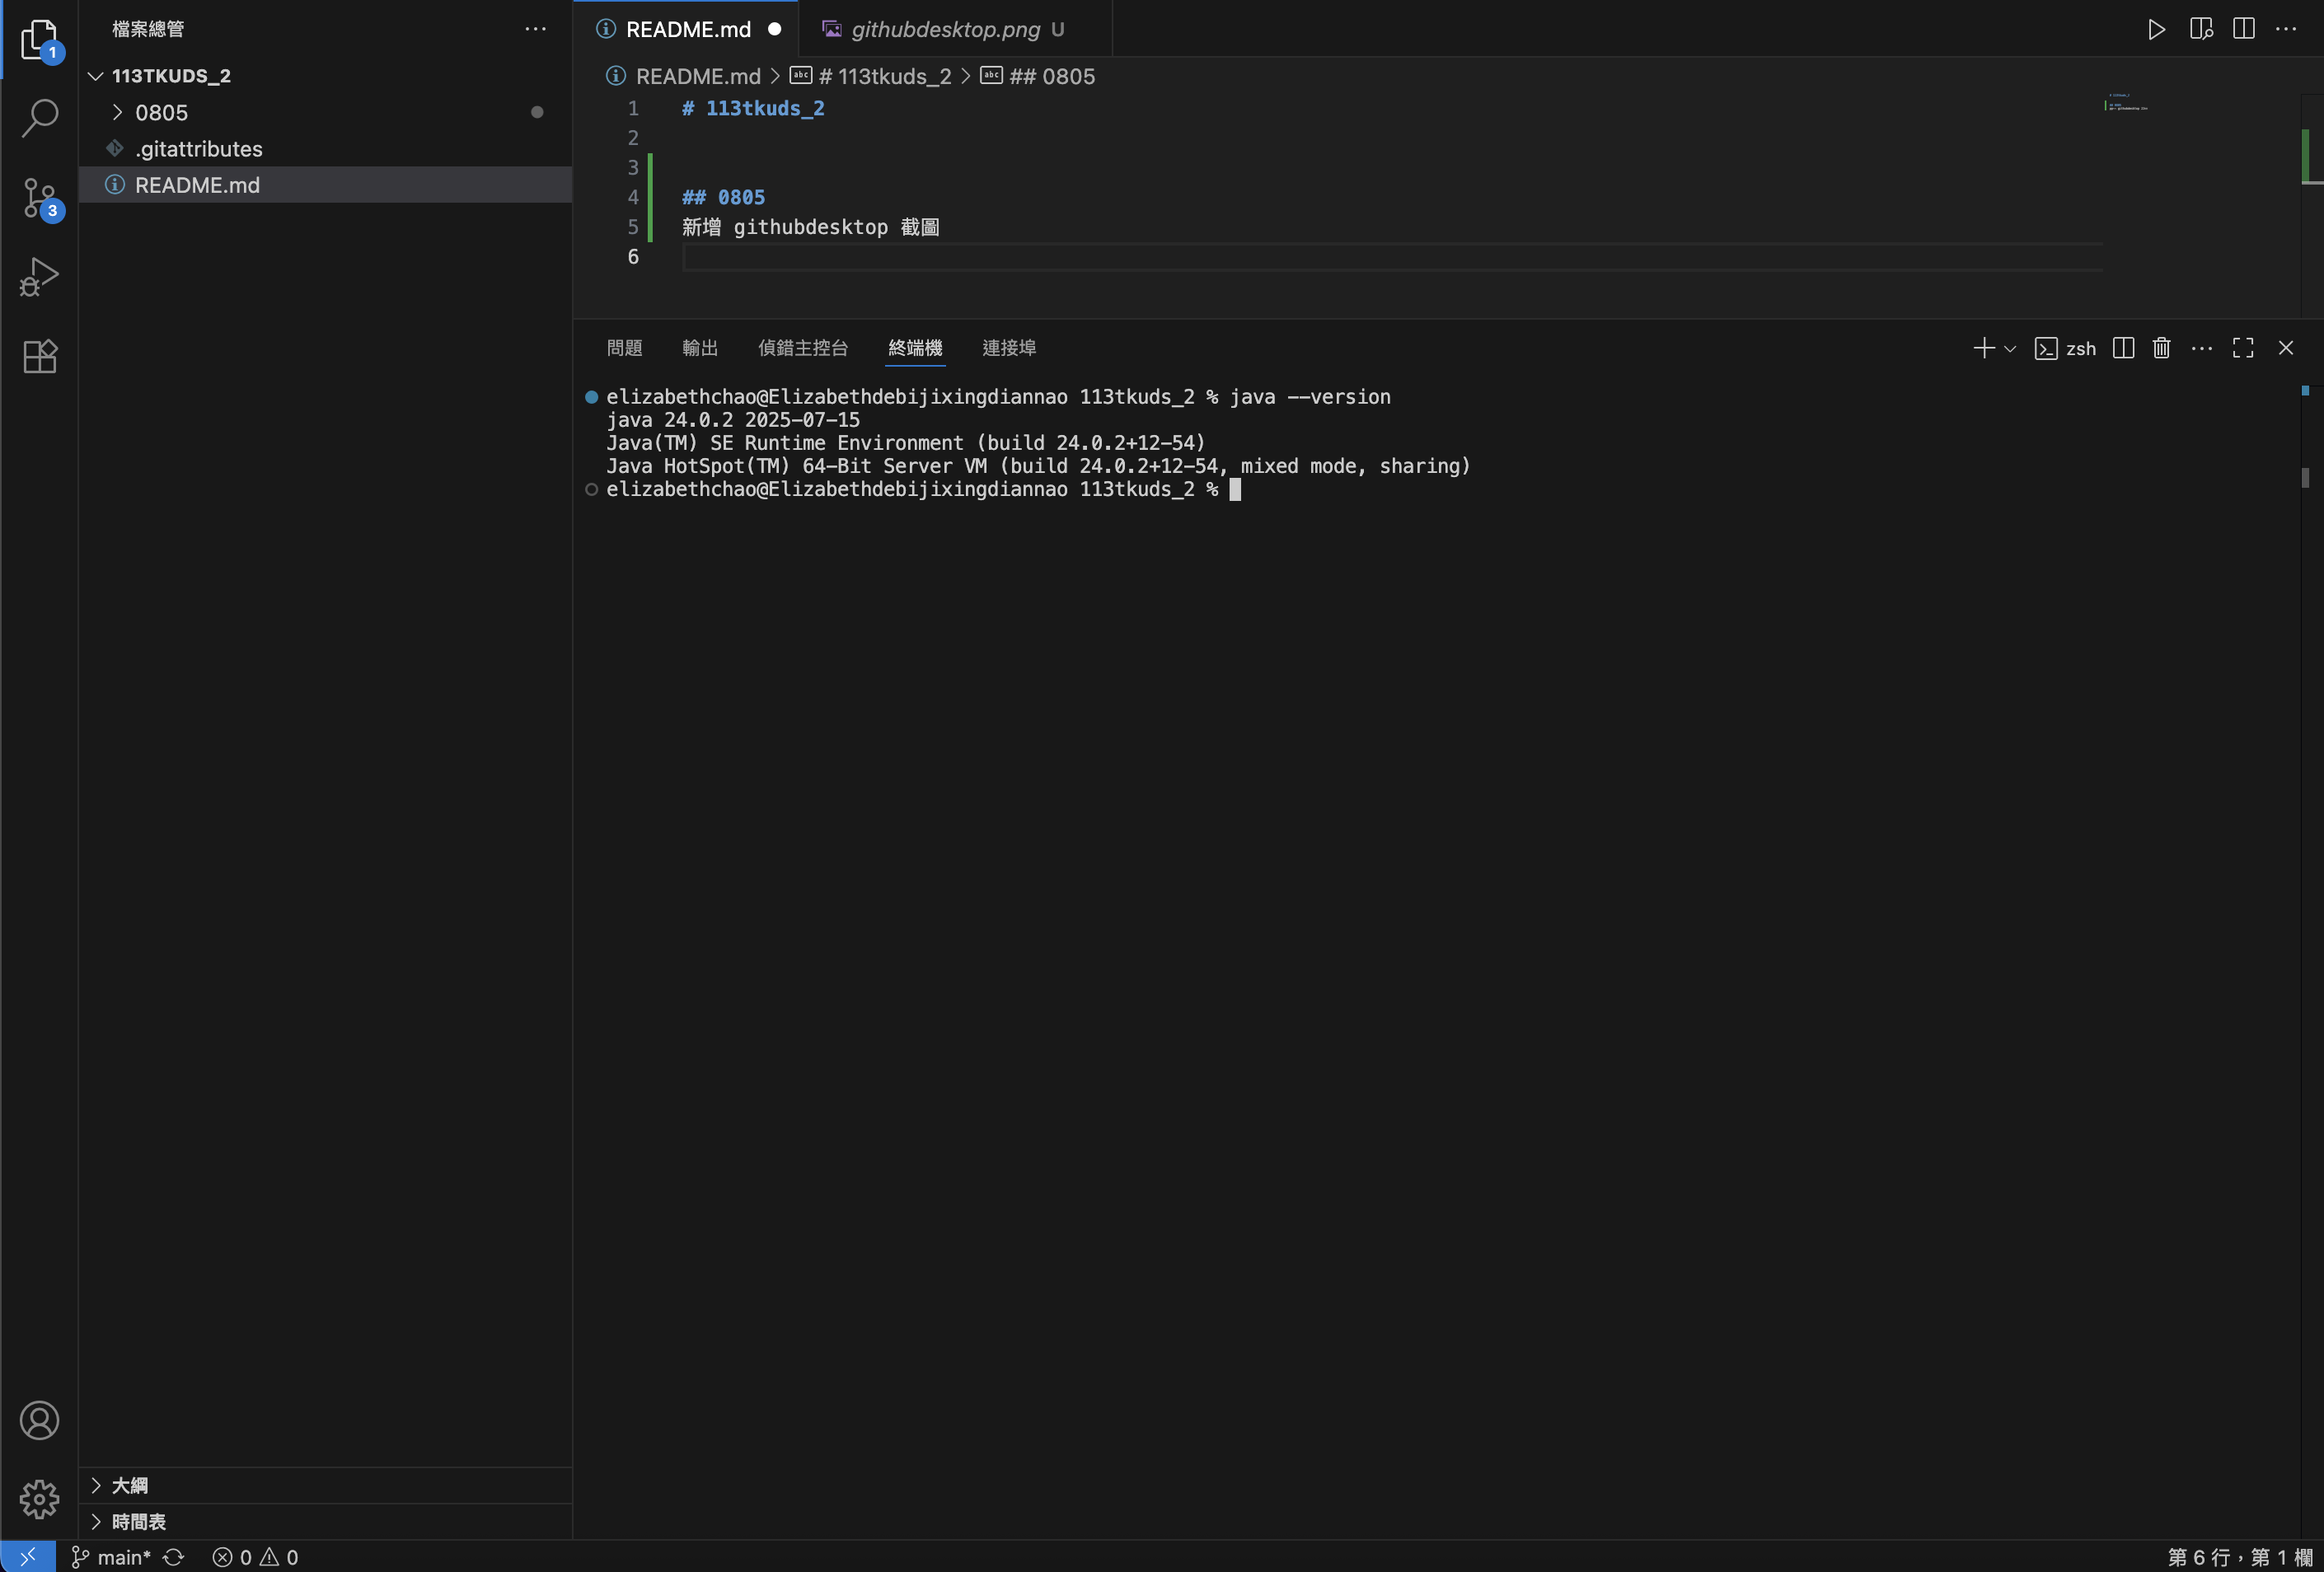 1
3
檔案總管
113TKUDS_2
0805
.gitattributes
README.md
大綱
時間表
README.md
githubdesktop.png U
README.md > # 113tkuds_2 > ## 0805
1 # 113tkuds_2
2
3
4 ## 0805
5 新增 githubdesktop 截圖
6
問題 輸出 偵錯主控台 終端機 連接埠
zsh
elizabethchao@Elizabethdebijixingdiannao 113tkuds_2 % java --version
java 24.0.2 2025-07-15
Java(TM) SE Runtime Environment (build 24.0.2+12-54)
Java HotSpot(TM) 64-Bit Server VM (build 24.0.2+12-54, mixed mode, sharing)
elizabethchao@Elizabethdebijixingdiannao 113tkuds_2 %
main* 0 0
第 6 行，第 1 欄